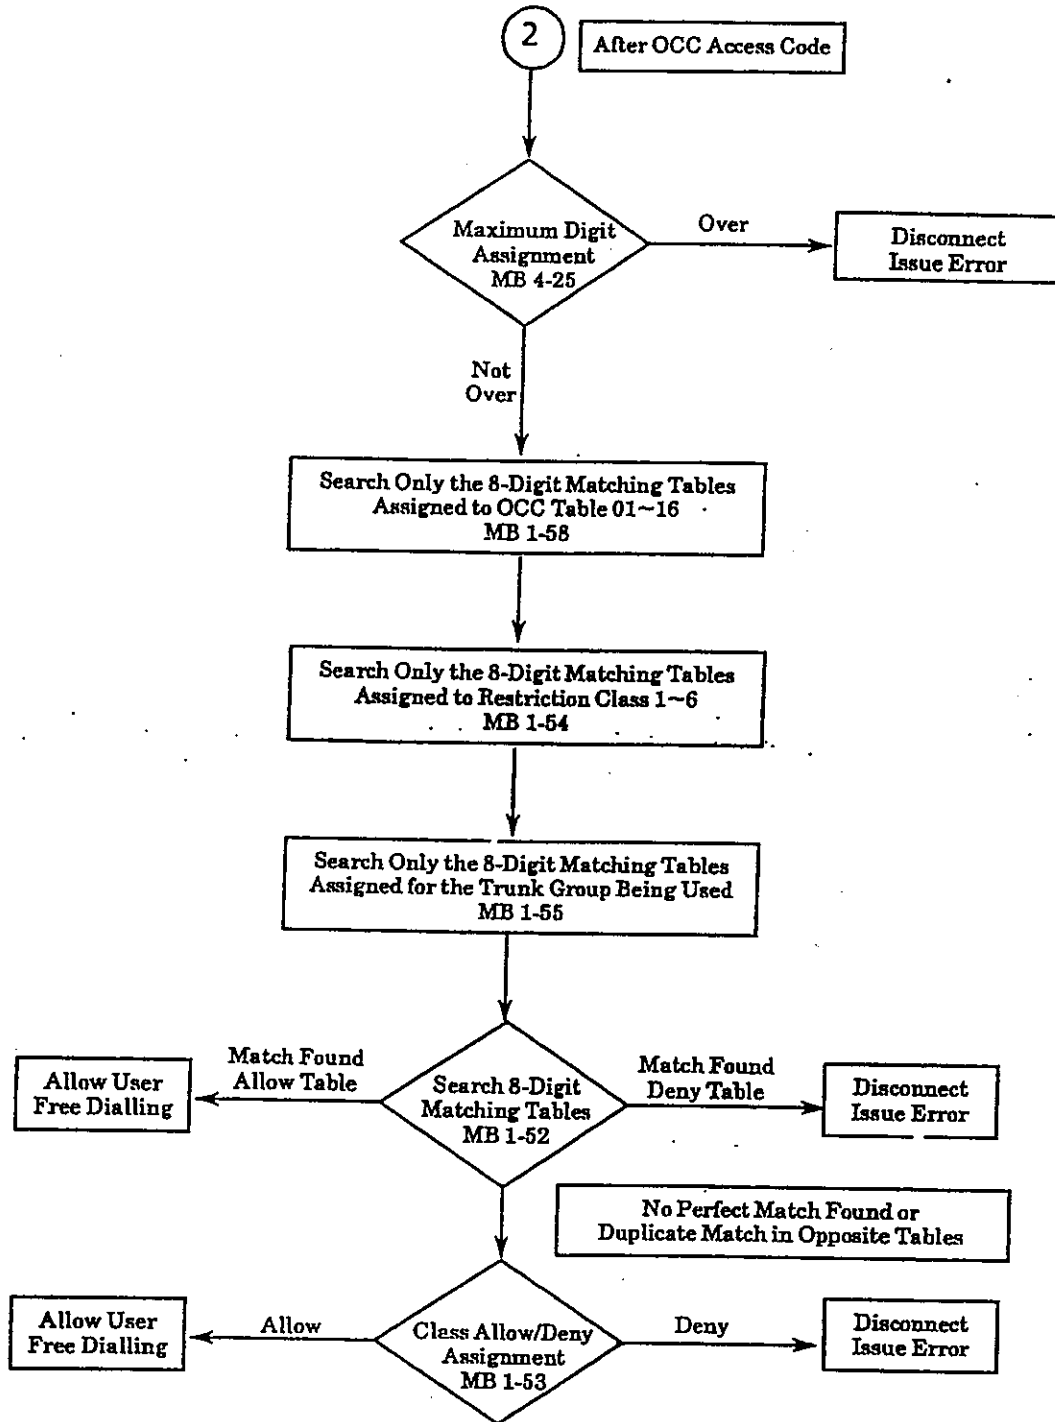 2
After OCC Access Code
Maximum Digit
Assignment
MB 4-25
Over
Disconnect
Issue Error
Not
Over
Search Only the 8-Digit Matching Tables
Assigned to OCC Table 01~16
MB 1-58
Search Only the 8-Digit Matching Tables
Assigned to Restriction Class 1~6
MB 1-54
Search Only the 8-Digit Matching Tables
Assigned for the Trunk Group Being Used
MB 1-55
Allow User
Free Dialling
Match Found
Allow Table
Search 8-Digit
Matching Tables
MB 1-52
Match Found
Deny Table
Disconnect
Issue Error
No Perfect Match Found or
Duplicate Match in Opposite Tables
Allow User
Free Dialling
Allow
Class Allow/Deny
Assignment
MB 1-53
Deny
Disconnect
Issue Error